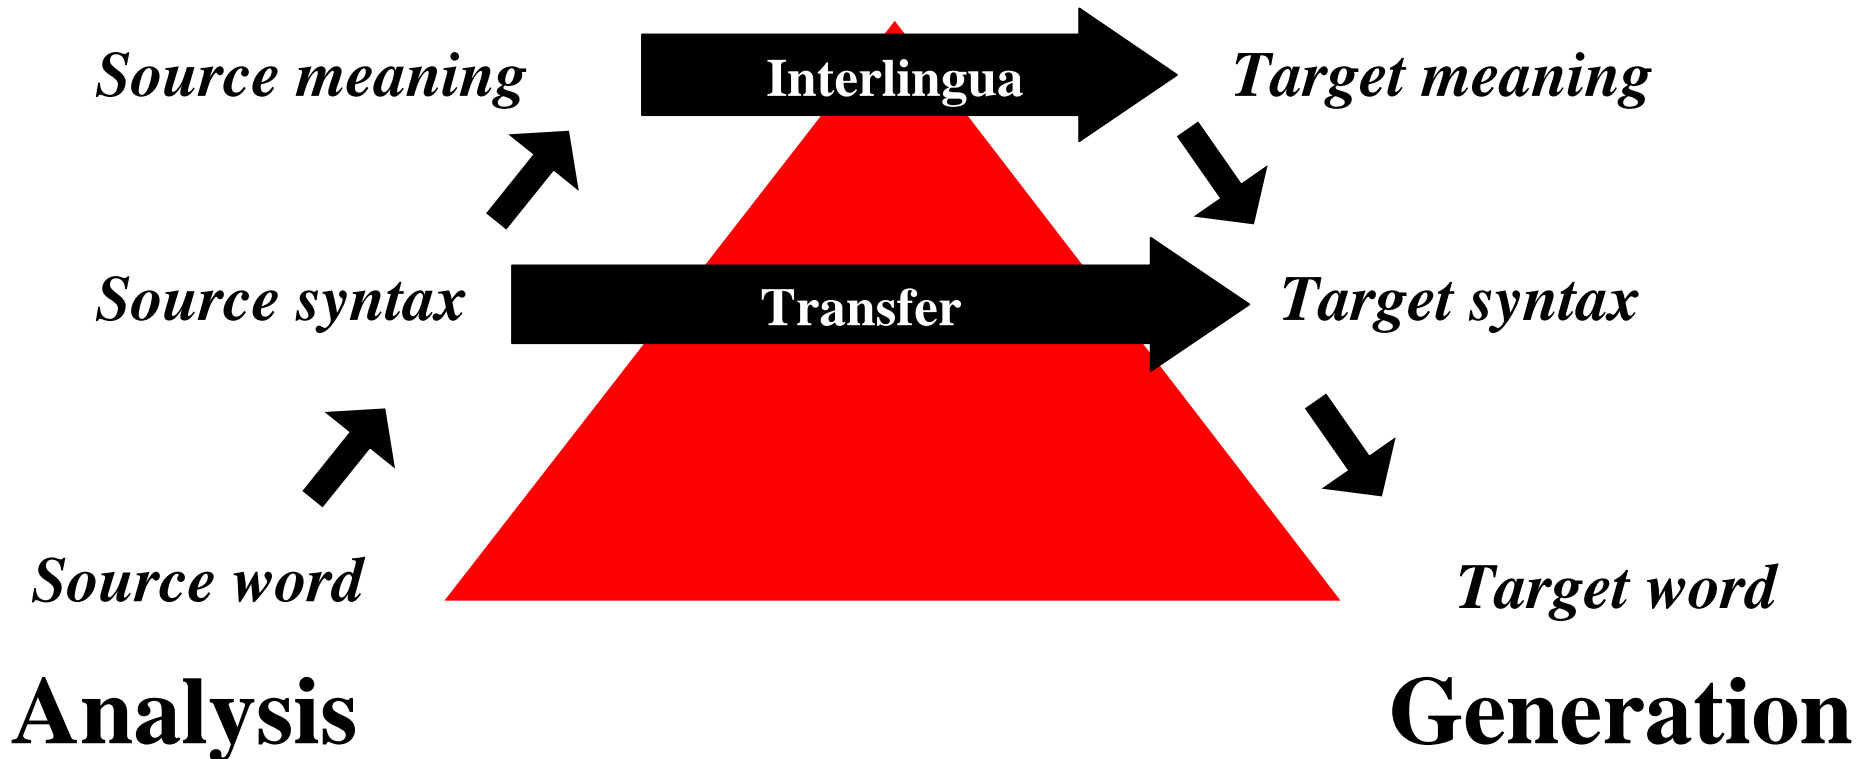 Source meaning
Interlingua
Target meaning
Source syntax
Transfer
Target syntax
Source word
Target word
Analysis
Generation